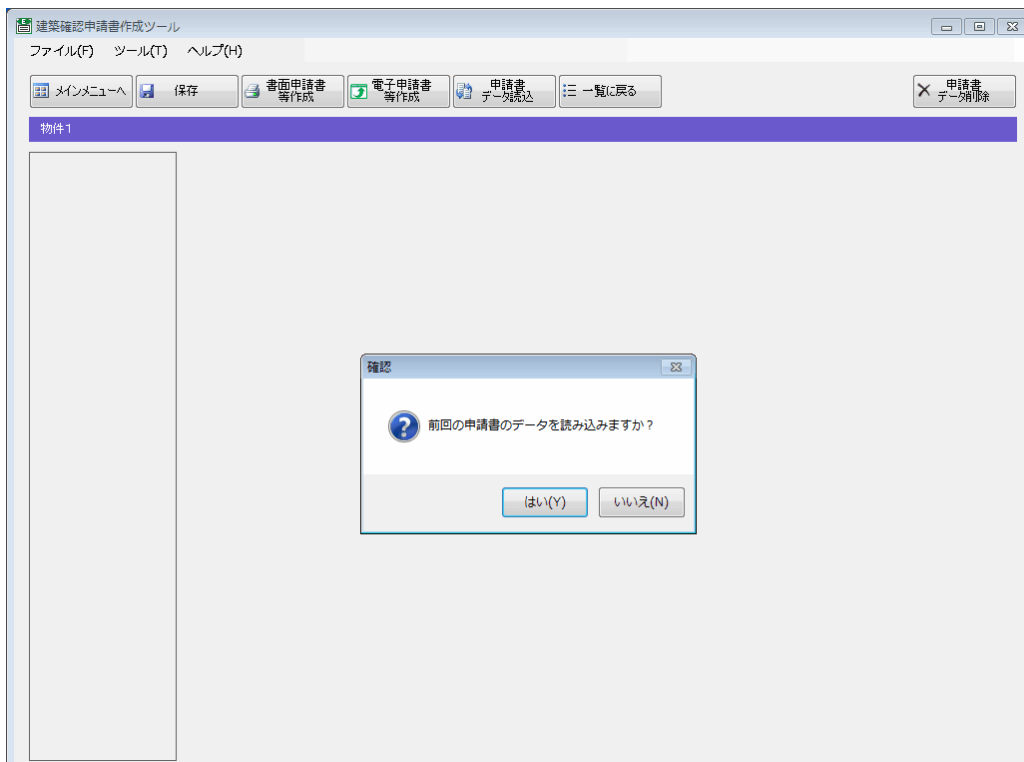 建築確認申請書作成ツール
ファイル(F) ツール(T) ヘルプ(H)
メインメニューへ
保存
書面申請書
等作成
電子申請書
等作成
申請書
データ読込
一覧に戻る
申請書
データ削除
物件1
確認
前回の申請書のデータを読み込みますか？
はい(Y)
いいえ(N)